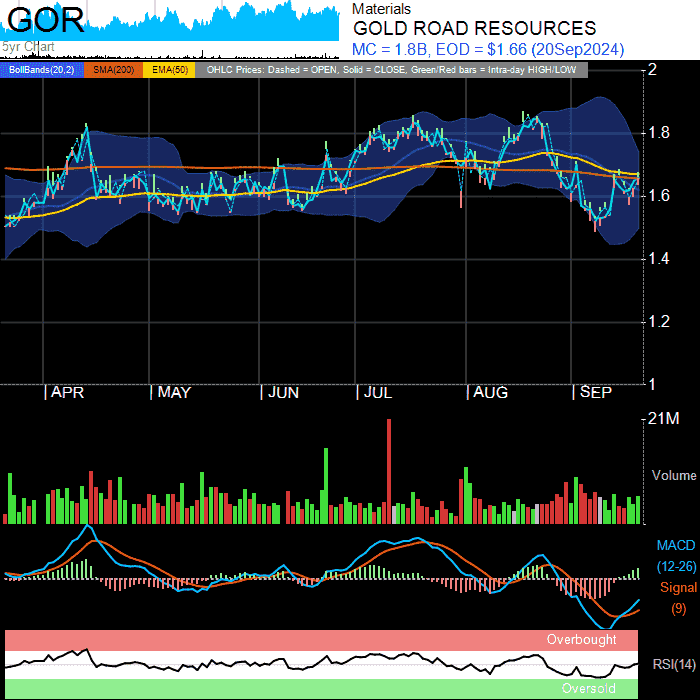 GOR
5yr Chart
Materials
GOLD ROAD RESOURCES
MC = 1.8B, EOD = $1.66 (20Sep2024)
BollBands(20,2) SMA(200) EMA(50) OHLC Prices: Dashed = OPEN, Solid = CLOSE, Green/Red bars = Intra-day HIGH/LOW
2
1.8
1.6
1.4
1.2
1
APR MAY JUN JUL AUG SEP
21M
Volume
MACD
(12-26)
Signal
(9)
Overbought
RSI(14)
Oversold